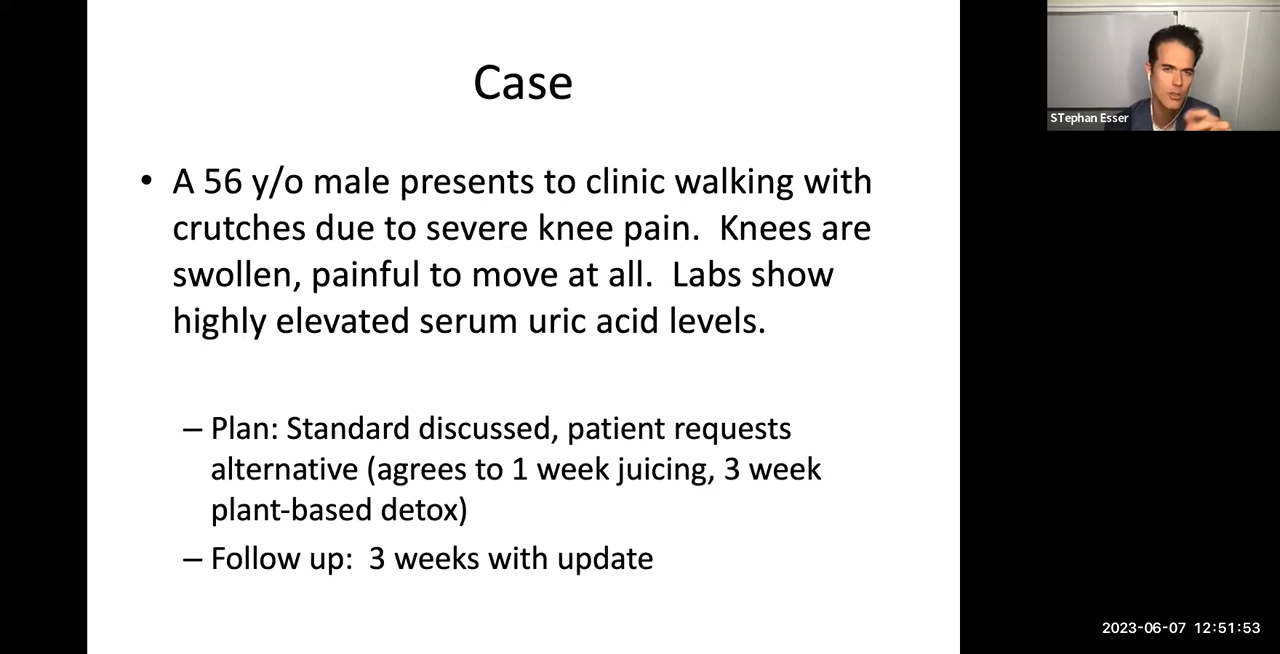 Case
• A 56 y/o male presents to clinic walking with
crutches due to severe knee pain.  Knees are
swollen, painful to move at all.  Labs show
highly elevated serum uric acid levels.
– Plan: Standard discussed, patient requests
alternative (agrees to 1 week juicing, 3 week
plant-based detox)
– Follow up:  3 weeks with update
STephan Esser
2023-06-07 12:51:53